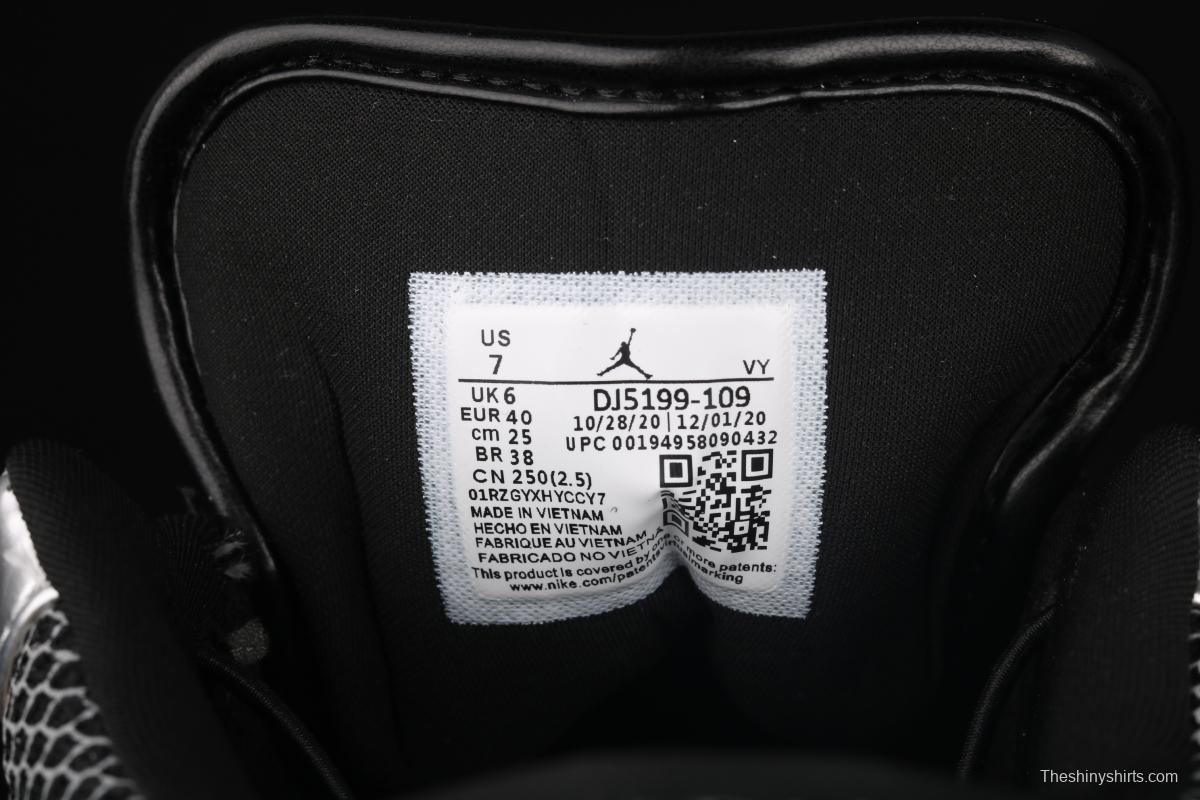 US
7
VY
UK 6
DJ5199-109
EUR 40
10/28/20 | 12/01/20
cm 25
UPC 00194958090432
BR 38
CN 250(2.5)
01RZGYXHYCCY7
MADE IN VIETNAM
HECHO EN VIETNAM
FABRIQUE AU VIETNAM
FABRICADO NO VIETNA
This product is covered by one or more patents:
www.nike.com/patentsvirtualmarking
Theshinyshirts.com